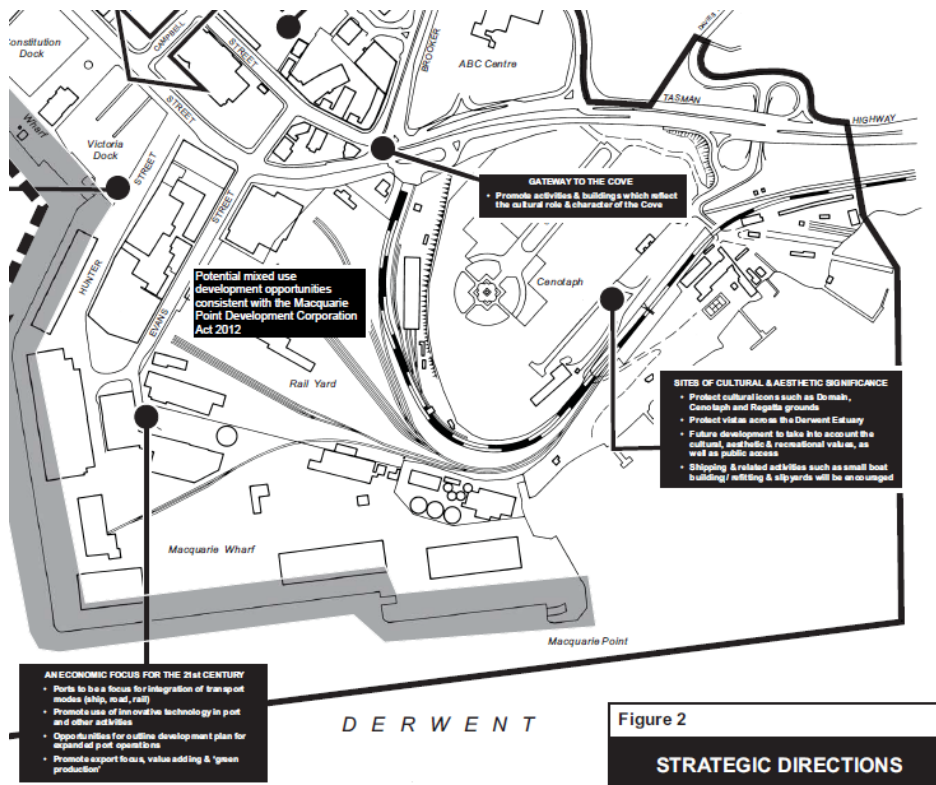 Constitution
Dock
CAMPBELL
STREET
BROOKER
ABC Centre
DAVIES
TASMAN
HIGHWAY
Wharf
Victoria
Dock
STREET
STREET
GATEWAY TO THE COVE
• Promote activities & buildings which reflect
the cultural role & character of the Cove
HUNTER
STREET
EVANS
Potential mixed use
development opportunities
consistent with the Macquarie
Point Development Corporation
Act 2012
Cenotaph
Rail Yard
SITES OF CULTURAL & AESTHETIC SIGNIFICANCE
• Protect cultural icons such as Domain,
Cenotaph and Regatta grounds
• Protect vistas across the Derwent Estuary
• Future development to take into account the
cultural, aesthetic & recreational values, as
well as public access
• Shipping & related activities such as small boat
building / refitting & slipyards will be encouraged
Macquarie Wharf
Macquarie Point
AN ECONOMIC FOCUS FOR THE 21st CENTURY
• Ports to be a focus for integration of transport
modes (ship, road, rail)
• Promote use of innovative technology in port
and other activities
• Opportunities for outline development plan for
expanded port operations
• Promote export focus, value adding & 'green
production'
DERWENT
Figure 2
STRATEGIC DIRECTIONS